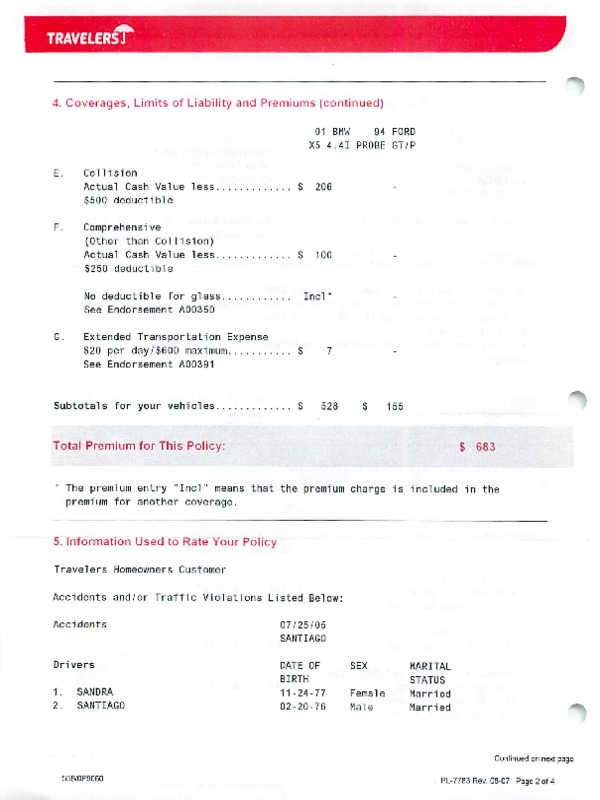 TRAVELERS
4. Coverages, Limits of Liability and Premiums (continued)
01 BMW 94 FORD
X5 4.4I PROBE GT/P
E. Collision
Actual Cash Value less............. $ 206 -
$500 deductible
F. Comprehensive
(Other than Collision)
Actual Cash Value less............. $ 100 -
$250 deductible
No deductible for glass............ Incl* -
See Endorsement A00350
G. Extended Transportation Expense
$20 per day/$600 maximum........... $ 7 -
See Endorsement A00391
Subtotals for your vehicles............. $ 528 $ 155
Total Premium for This Policy: $ 683
* The premium entry "Incl" means that the premium charge is included in the
premium for another coverage.
5. Information Used to Rate Your Policy
Travelers Homeowners Customer
Accidents and/or Traffic Violations Listed Below:
Accidents 07/25/05
SANTIAGO
Drivers DATE OF SEX MARITAL
BIRTH STATUS
1. SANDRA 11-24-77 Female Married
2. SANTIAGO 02-20-76 Male Married
Continued on next page
PL-7783 Rev. 08-07 Page 2 of 4